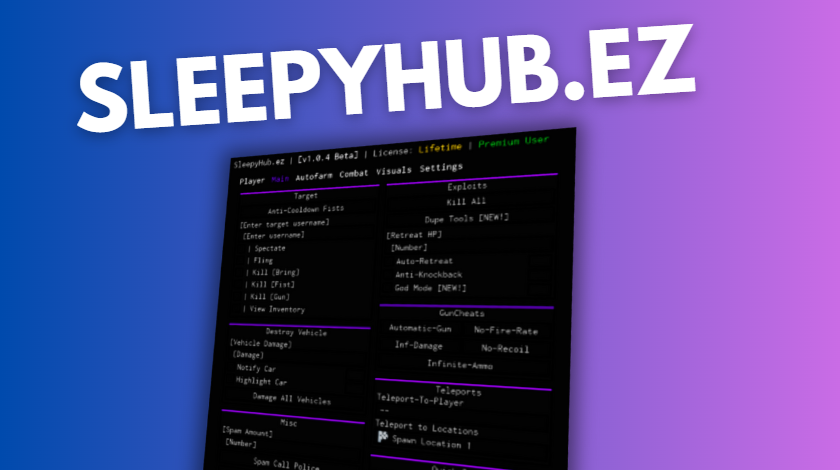 SLEEPYHUB.EZ
SleepyHub.ez | [v1.0.4 Beta] | License: Lifetime | Premium User
Player Main Autofarm Combat Visuals Settings
Target
Anti-Cooldown Fists
[Enter target username]
[Enter username]
| Spectate
| Fling
| Kill [Bring]
| Kill [Fist]
| Kill [Gun]
| View Inventory
Destroy Vehicle
[Vehicle Damage]
[Damage]
Notify Car
Highlight Car
Damage All Vehicles
Misc
[Spam Amount]
[Number]
Spam Call Police
Exploits
Kill All
Dupe Tools [NEW!]
[Retreat HP]
[Number]
Auto-Retreat
Anti-Knockback
God Mode [NEW!]
GunCheats
Automatic-Gun No-Fire-Rate
Inf-Damage No-Recoil
Infinite-Ammo
Teleports
Teleport-To-Player
--
Teleport to Locations
Spawn Location 1